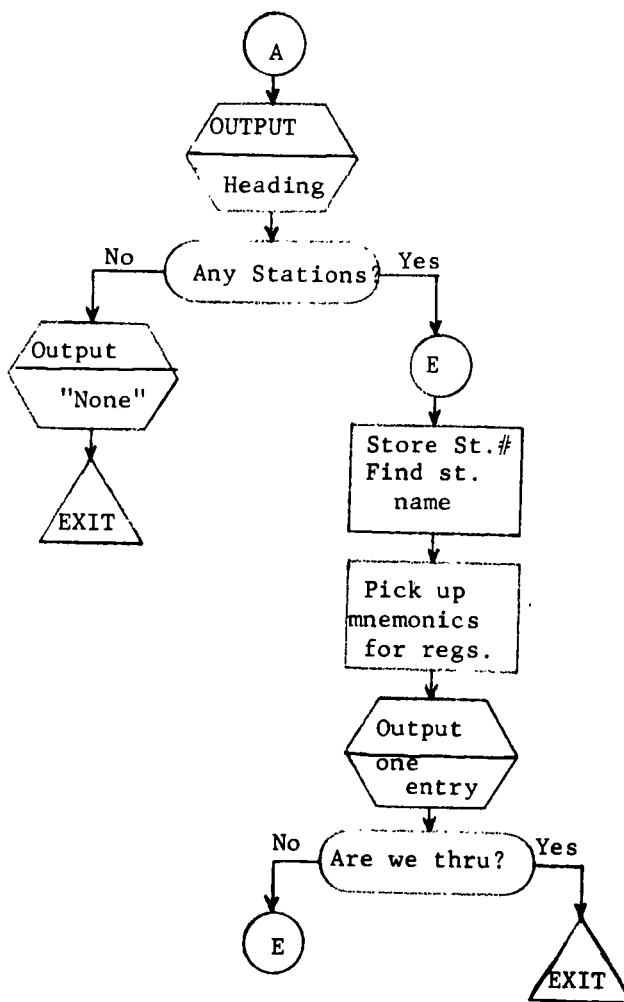 A
OUTPUT
Heading
No
Any Stations?
Yes
Output
"None"
EXIT
E
Store St.#
Find st.
name
Pick up
mnemonics
for regs.
Output
one
entry
No
Are we thru?
Yes
E
EXIT